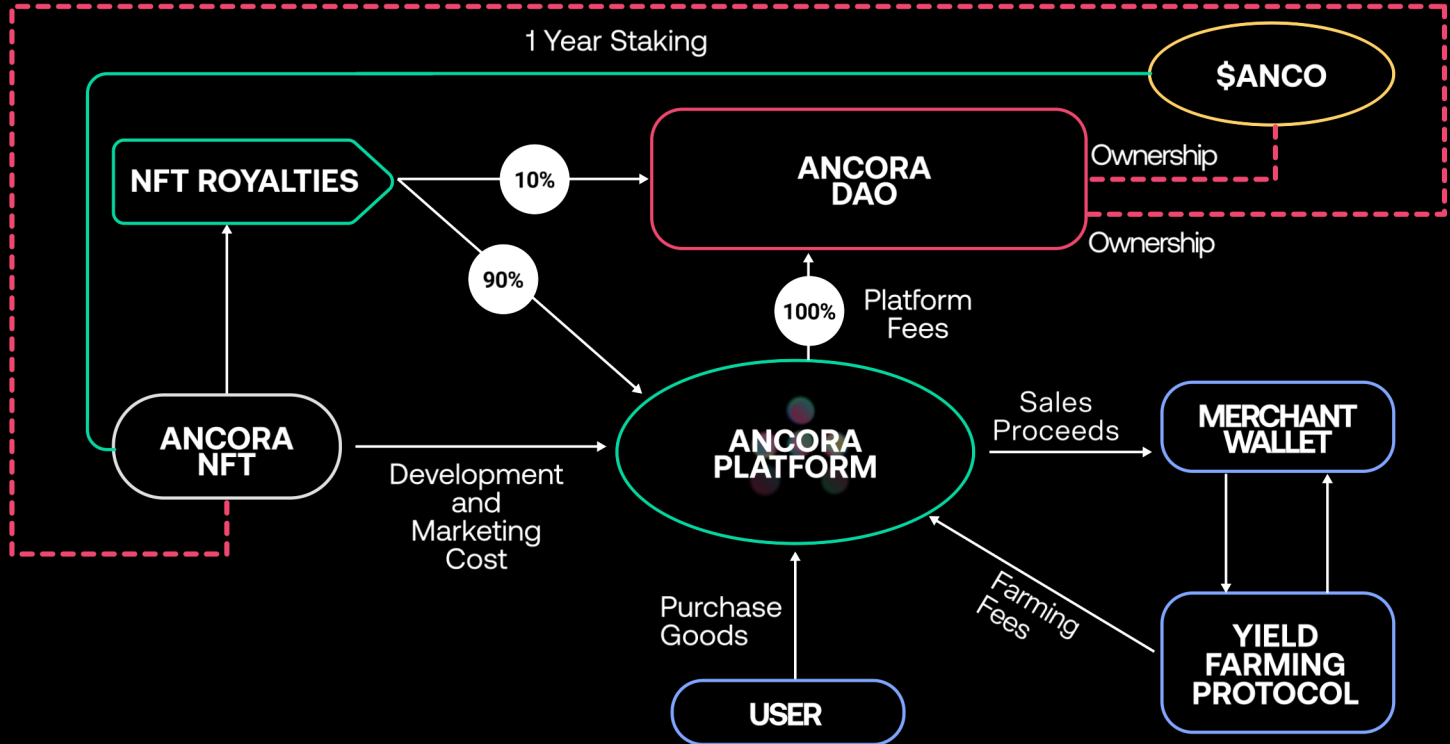 1 Year Staking
$ANCO
NFT ROYALTIES
10%
ANCORA
DAO
Ownership
Ownership
90%
100%
Platform
Fees
ANCORA
NFT
Development
and
Marketing
Cost
ANCORA
PLATFORM
Sales
Proceeds
MERCHANT
WALLET
Purchase
Goods
Farming
Fees
YIELD
FARMING
PROTOCOL
USER